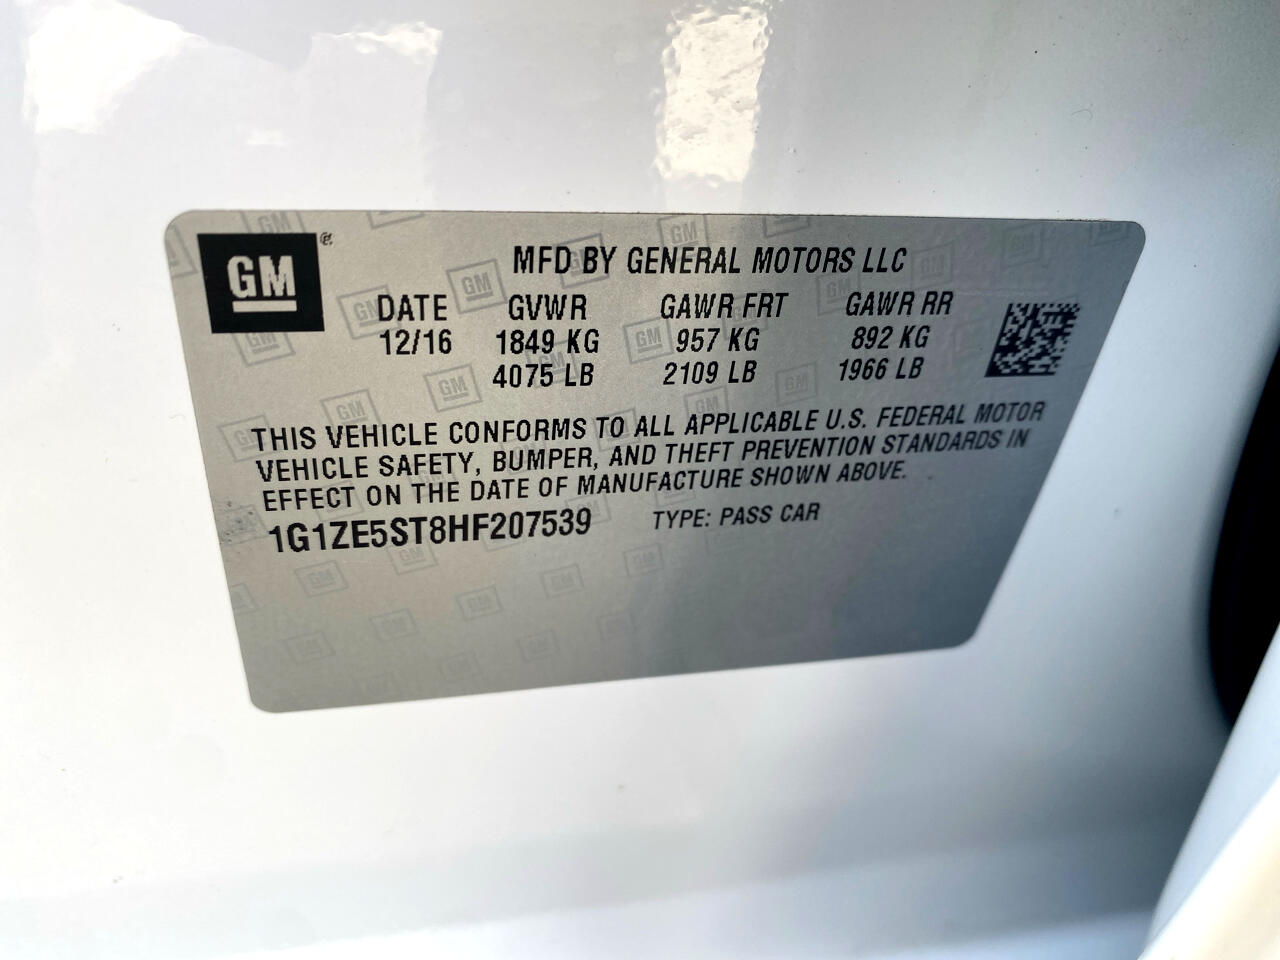 GM
MFD BY GENERAL MOTORS LLC
DATE GVWR GAWR FRT GAWR RR
12/16 1849 KG 957 KG 892 KG
4075 LB 2109 LB 1966 LB
THIS VEHICLE CONFORMS TO ALL APPLICABLE U.S. FEDERAL MOTOR
VEHICLE SAFETY, BUMPER, AND THEFT PREVENTION STANDARDS IN
EFFECT ON THE DATE OF MANUFACTURE SHOWN ABOVE.
1G1ZE5ST8HF207539 TYPE: PASS CAR